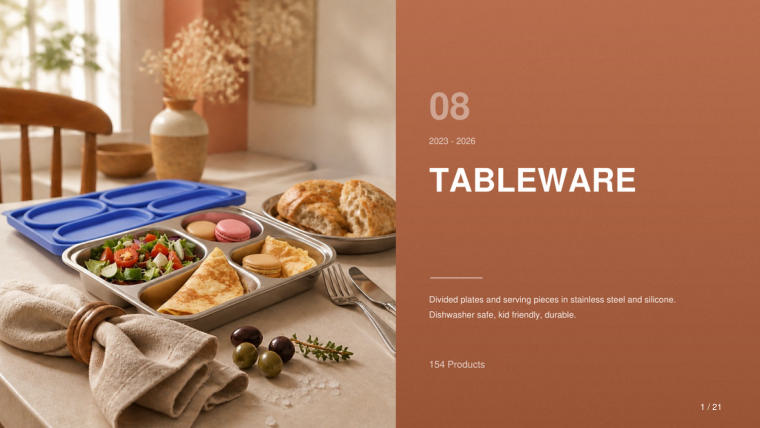 08
2023 - 2026
TABLEWARE
Divided plates and serving pieces in stainless steel and silicone.
Dishwasher safe, kid friendly, durable.
154 Products
1 / 21